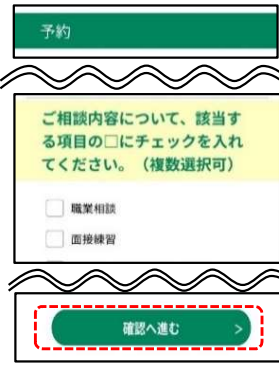 予約
ご相談内容について、該当す
る項目の□にチェックを入れ
てください。（複数選択可）
職業相談
面接練習
確認へ進む >